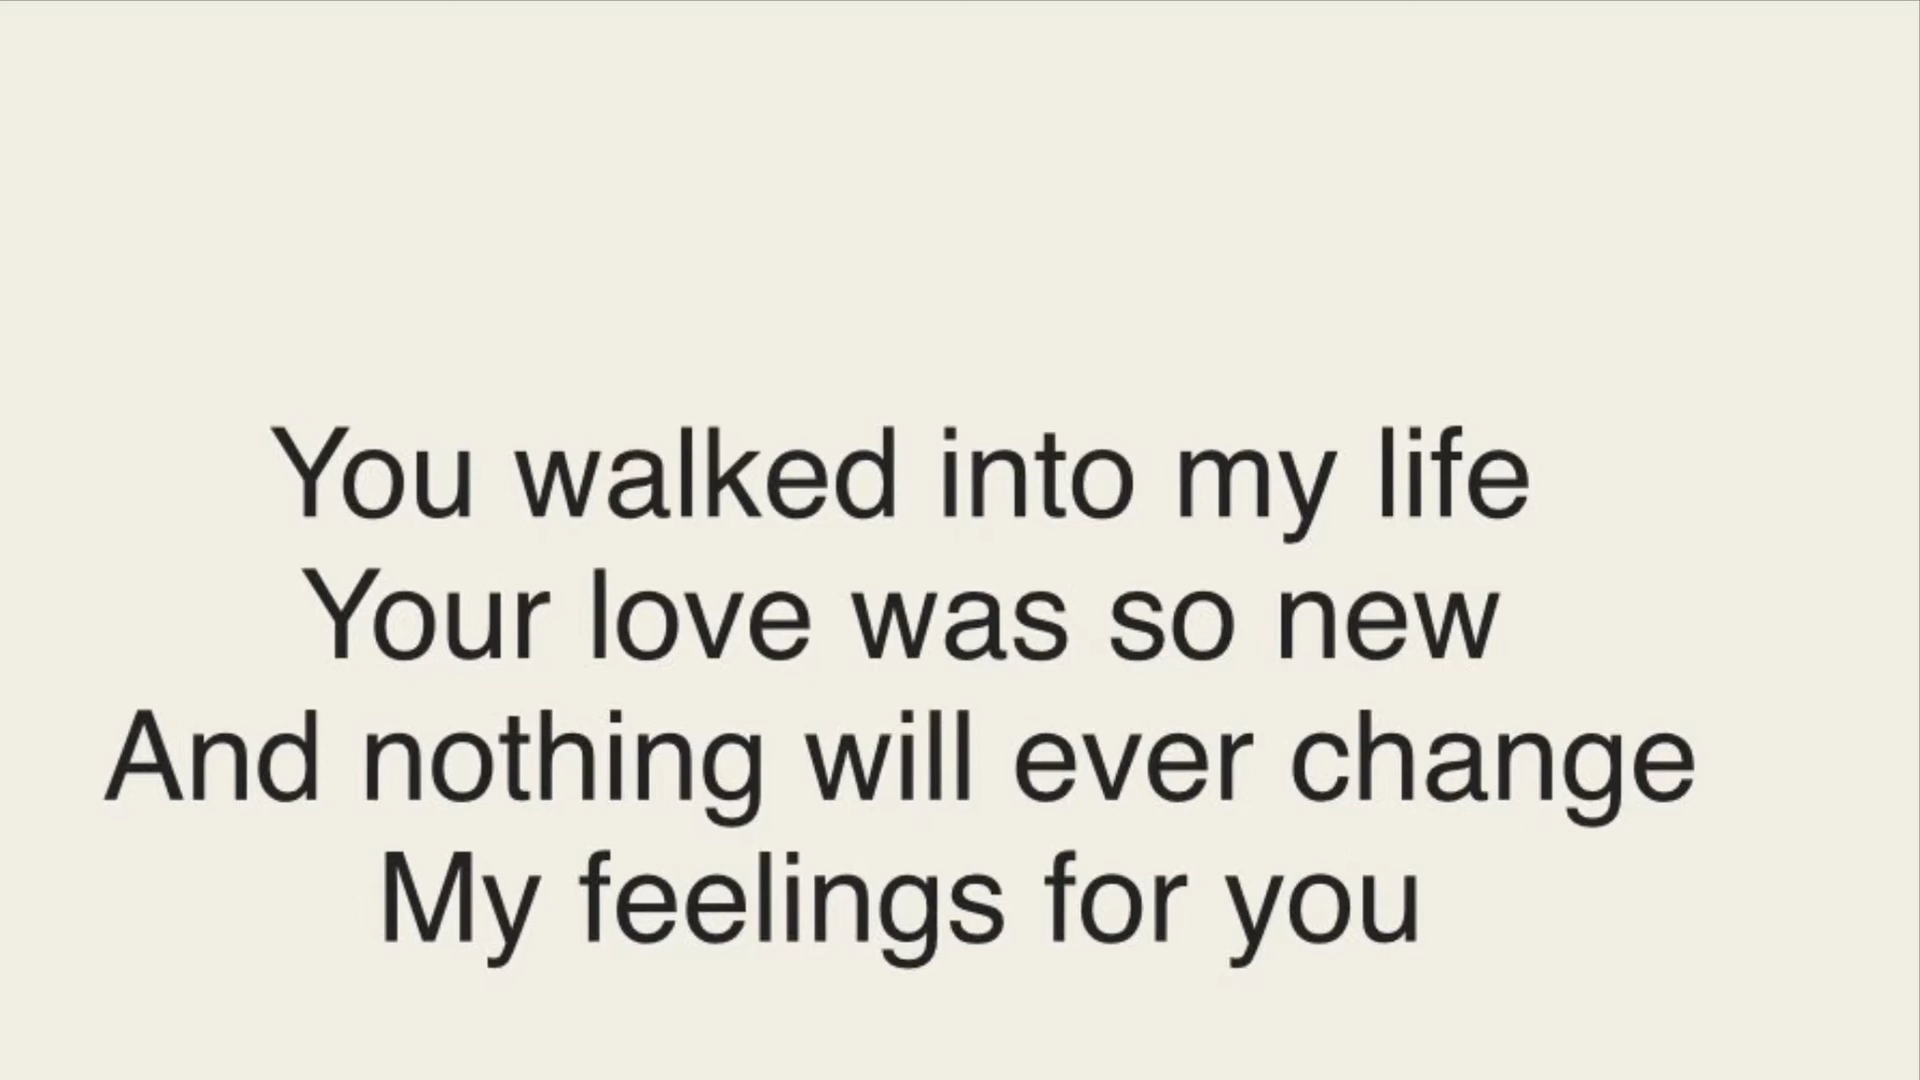 You walked into my life
Your love was so new
And nothing will ever change
My feelings for you